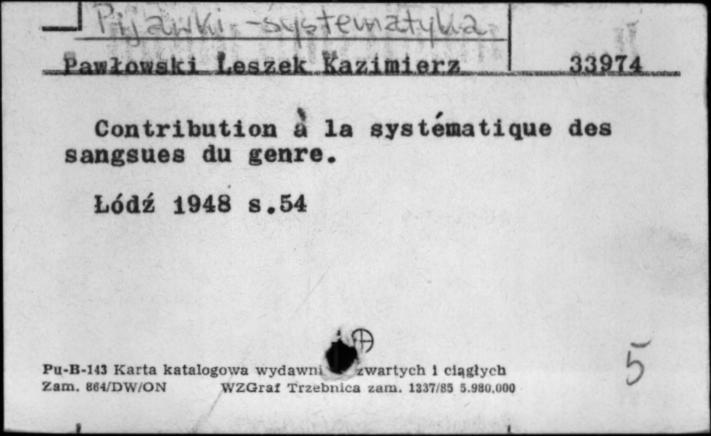 Pijawki - systematyka
Pawłowski Leszek Kazimierz 33974
Contribution à la systématique des
sangsues du genre.
Łódź 1948 s.54
Pu-B-143 Karta katalogowa wydawni zwartych i ciągłych
5
Zam. 864/DW/ON WZGraf Trzebnica zam. 1337/85 5.980.000